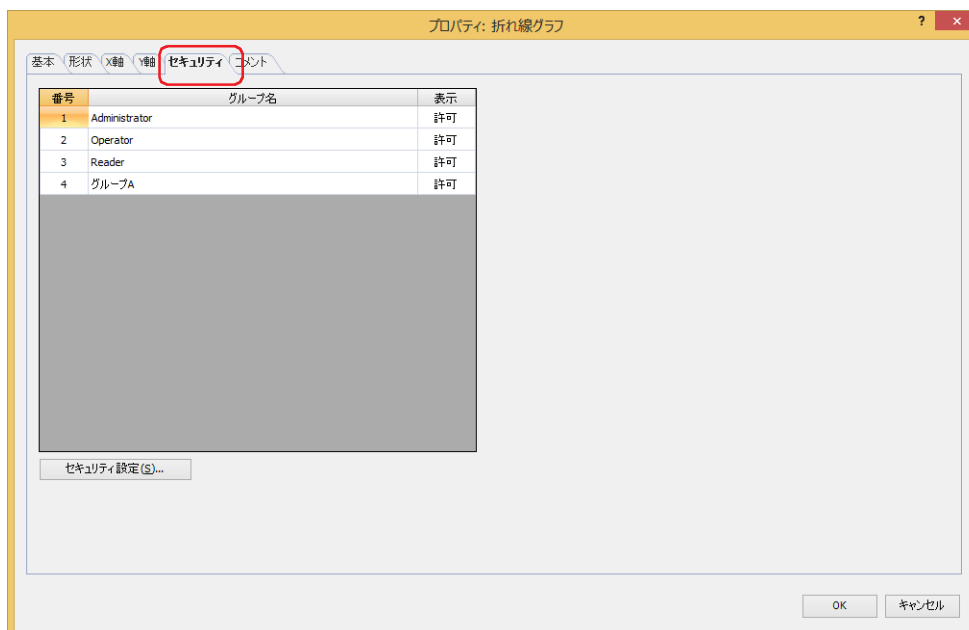 プロパティ: 折れ線グラフ ? ×
基本 形状 X軸 Y軸 セキュリティ コメント
番号 グループ名 表示
1 Administrator 許可
2 Operator 許可
3 Reader 許可
4 グループA 許可
セキュリティ設定(S)...
OK キャンセル